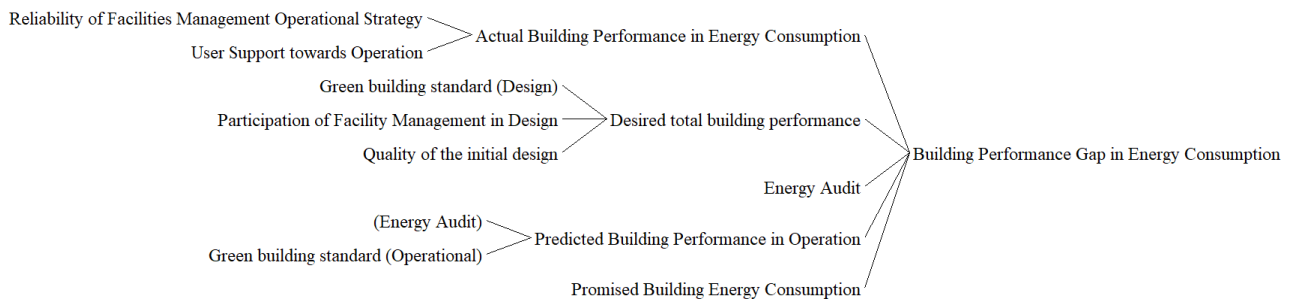 Reliability of Facilities Management Operational Strategy
Actual Building Performance in Energy Consumption
User Support towards Operation
Green building standard (Design)
Participation of Facility Management in Design
Desired total building performance
Quality of the initial design
Building Performance Gap in Energy Consumption
Energy Audit
(Energy Audit)
Predicted Building Performance in Operation
Green building standard (Operational)
Promised Building Energy Consumption